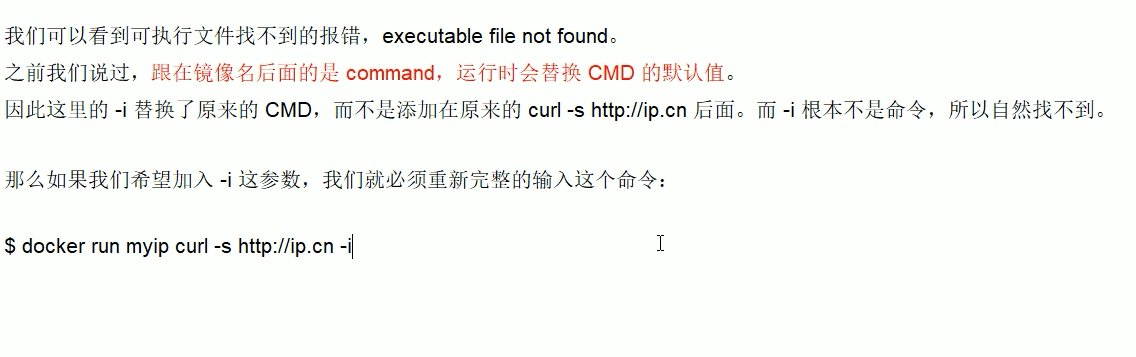 我们可以看到可执行文件找不到的报错，executable file not found。
之前我们说过，跟在镜像名后面的是 command，运行时会替换 CMD 的默认值。
因此这里的 -i 替换了原来的 CMD，而不是添加在原来的 curl -s http://ip.cn 后面。而 -i 根本不是命令，所以自然找不到。
那么如果我们希望加入 -i 这参数，我们就必须重新完整的输入这个命令：
$ docker run myip curl -s http://ip.cn -i